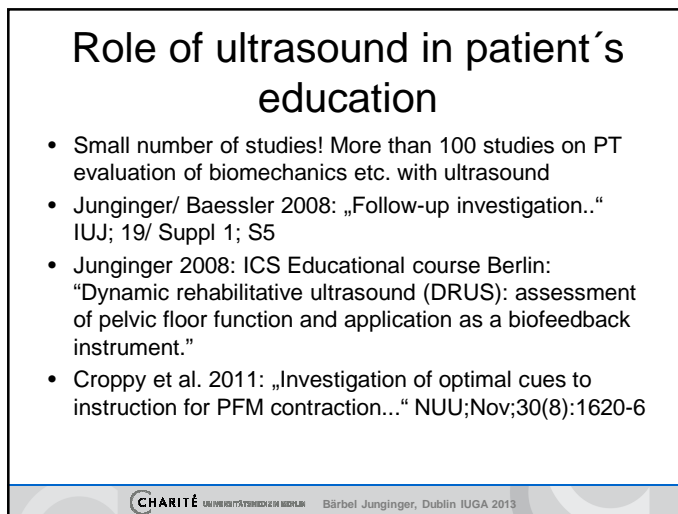 Role of ultrasound in patient´s
education
• Small number of studies! More than 100 studies on PT
evaluation of biomechanics etc. with ultrasound
• Junginger/ Baessler 2008: „Follow-up investigation..“
IUJ; 19/ Suppl 1; S5
• Junginger 2008: ICS Educational course Berlin:
“Dynamic rehabilitative ultrasound (DRUS): assessment
of pelvic floor function and application as a biofeedback
instrument.”
• Croppy et al. 2011: „Investigation of optimal cues to
instruction for PFM contraction...“ NUU;Nov;30(8):1620-6
CHARITÉ UNIVERSITÄTSMEDIZIN BERLIN Bärbel Junginger, Dublin IUGA 2013